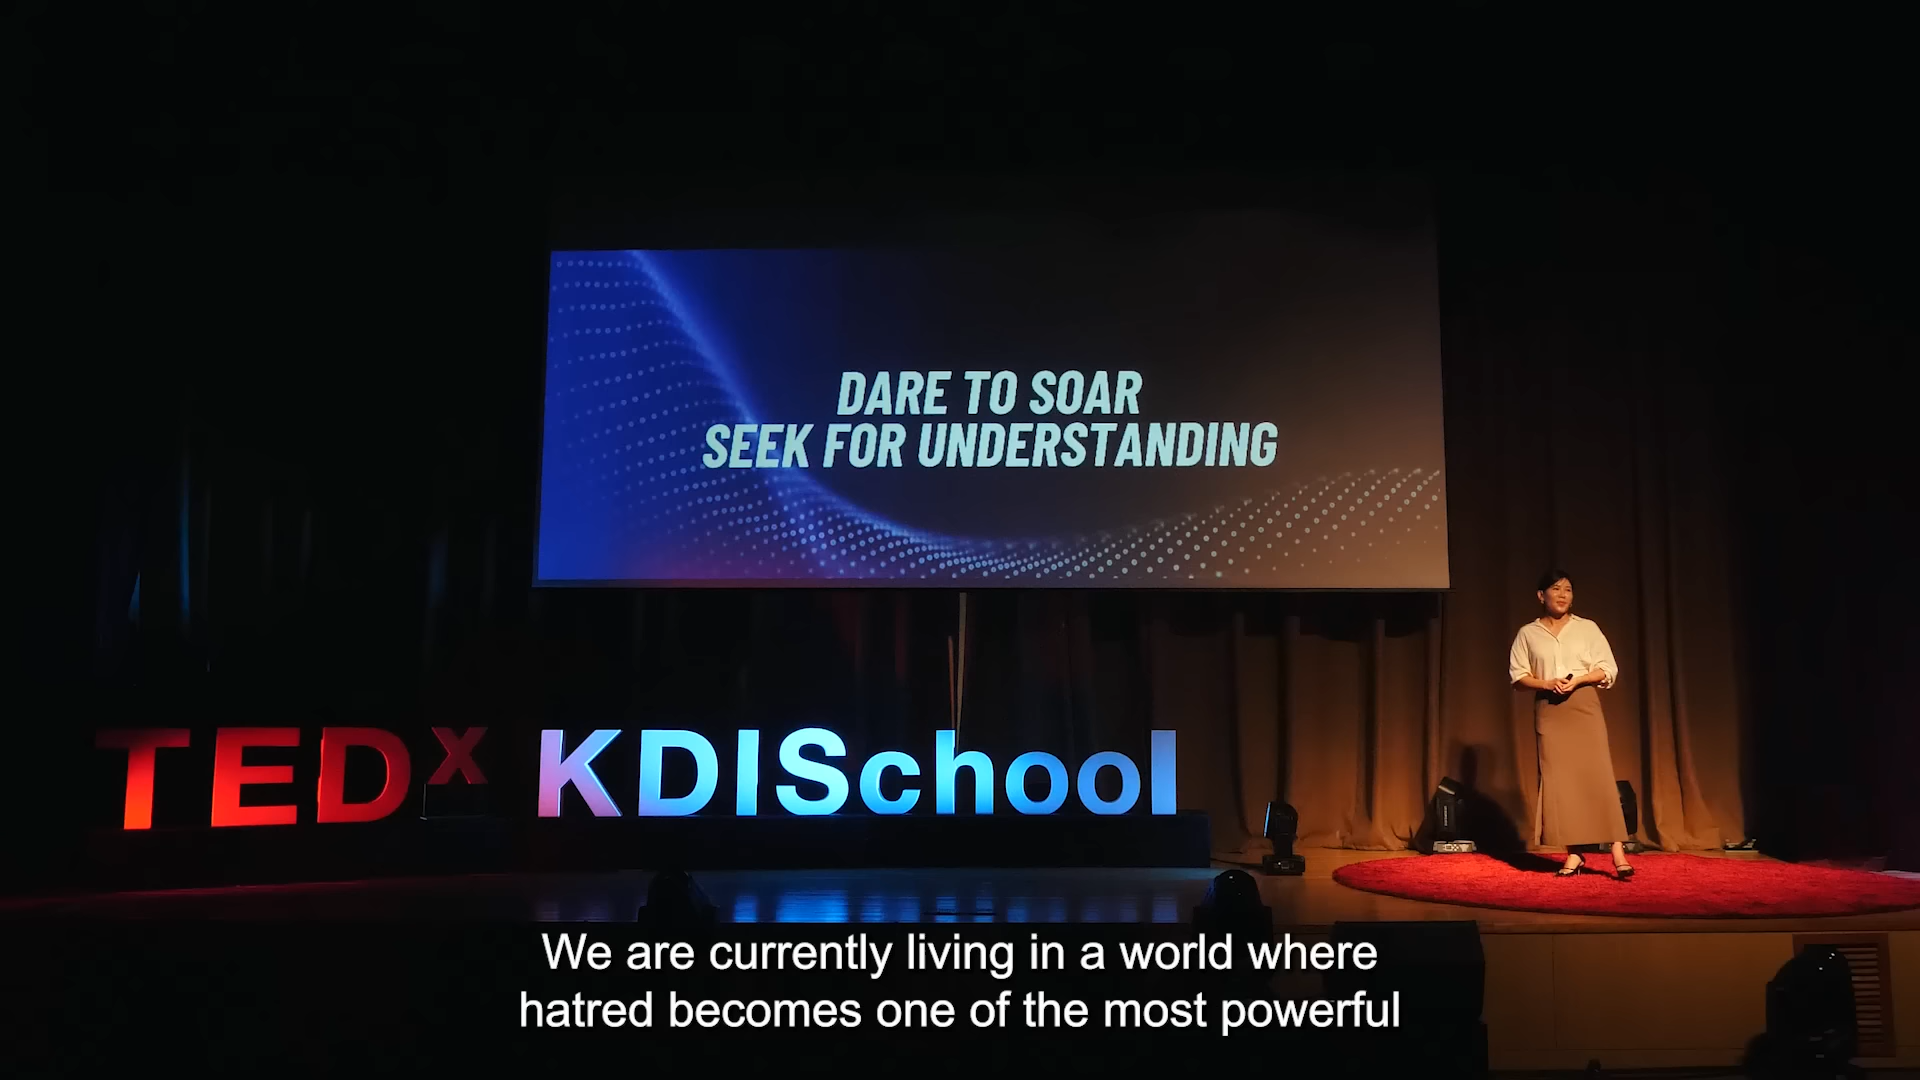 DARE TO SOAR
SEEK FOR UNDERSTANDING
TEDx KDISchool
We are currently living in a world where
hatred becomes one of the most powerful